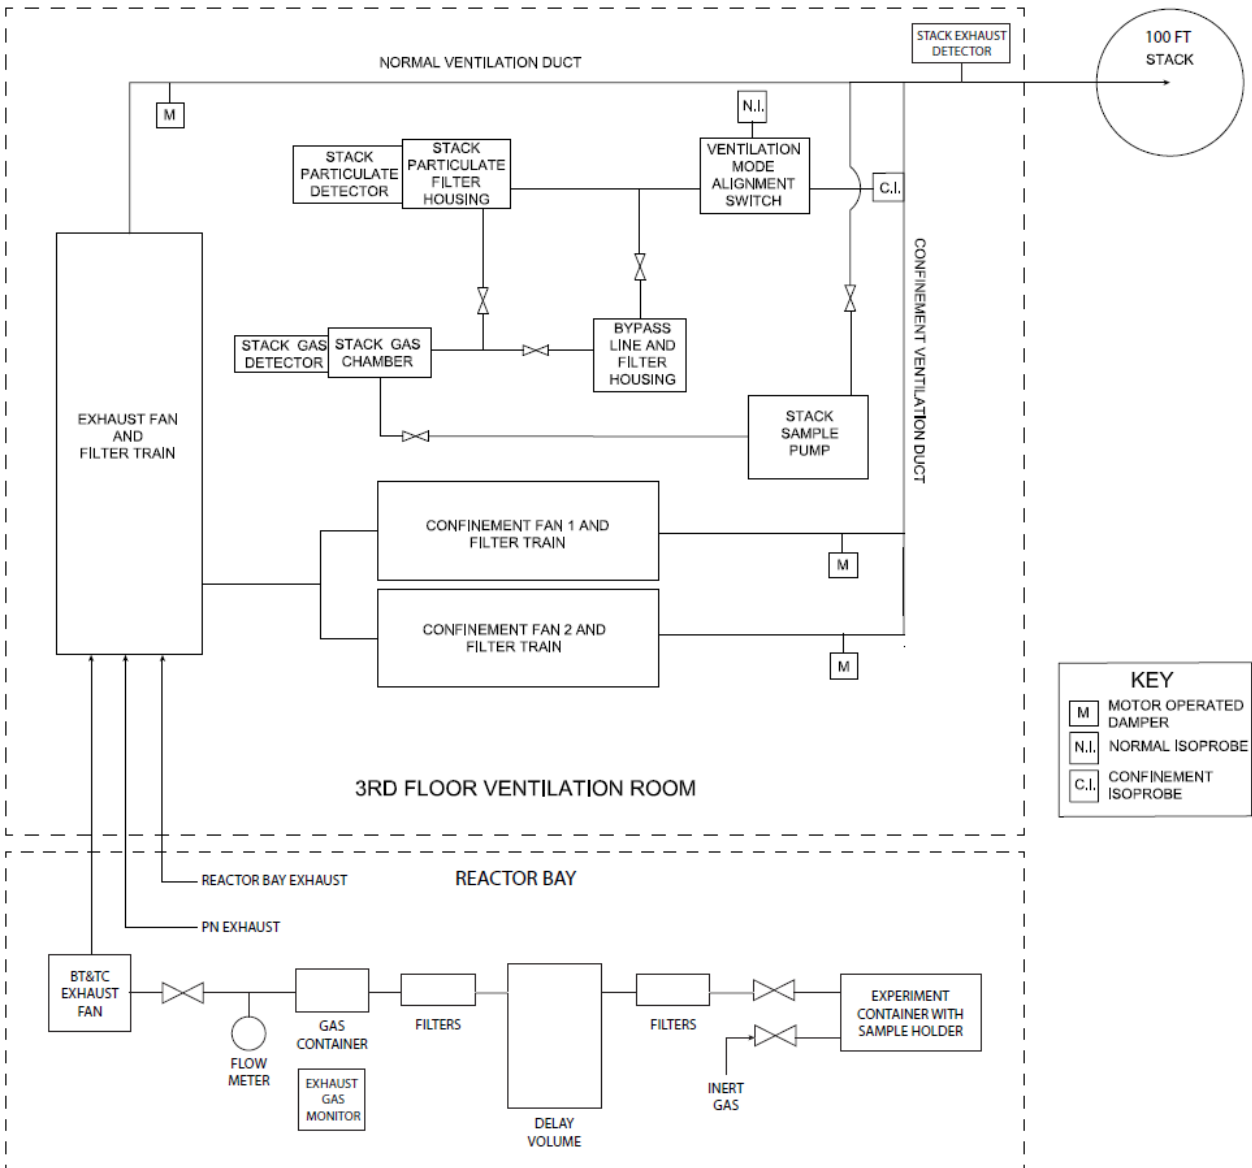 STACK EXHAUST
DETECTOR
100 FT
STACK
NORMAL VENTILATION DUCT
M
N.I.
STACK
PARTICULATE
DETECTOR
STACK
PARTICULATE
FILTER
HOUSING
VENTILATION
MODE
ALIGNMENT
SWITCH
C.I.
CONFINEMENT VENTILATION DUCT
STACK GAS
DETECTOR
STACK GAS
CHAMBER
BYPASS
LINE AND
FILTER
HOUSING
EXHAUST FAN
AND
FILTER TRAIN
STACK
SAMPLE
PUMP
CONFINEMENT FAN 1 AND
FILTER TRAIN
M
CONFINEMENT FAN 2 AND
FILTER TRAIN
M
3RD FLOOR VENTILATION ROOM
KEY
M MOTOR OPERATED
DAMPER
N.I. NORMAL ISOPROBE
C.I. CONFINEMENT
ISOPROBE
REACTOR BAY EXHAUST
REACTOR BAY
PN EXHAUST
BT&TC
EXHAUST
FAN
FLOW
METER
GAS
CONTAINER
EXHAUST
GAS
MONITOR
FILTERS
DELAY
VOLUME
FILTERS
INERT
GAS
EXPERIMENT
CONTAINER WITH
SAMPLE HOLDER